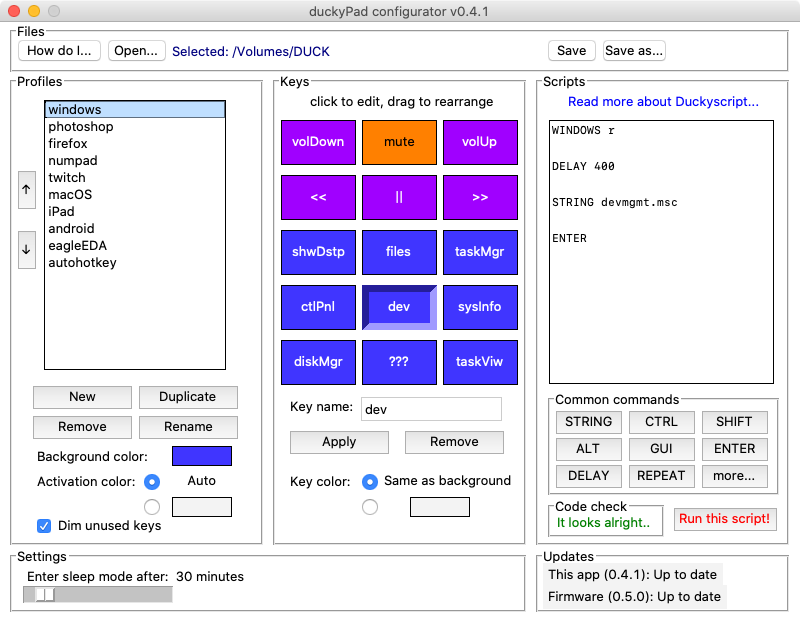 duckyPad configurator v0.4.1
Files
How do I... Open... Selected: /Volumes/DUCK Save Save as...
Profiles
windows
photoshop
firefox
numpad
twitch
macOS
iPad
android
eagleEDA
autohotkey
↑
↓
New Duplicate
Remove Rename
Background color:
Activation color: Auto
Dim unused keys
Keys
click to edit, drag to rearrange
volDown mute volUp
<< || >>
shwDstp files taskMgr
ctlPnl dev sysInfo
diskMgr ??? taskViw
Key name: dev
Apply Remove
Key color: Same as background
Scripts
Read more about Duckyscript...
WINDOWS r
DELAY 400
STRING devmgmt.msc
ENTER
Common commands
STRING CTRL SHIFT
ALT GUI ENTER
DELAY REPEAT more...
Code check
It looks alright..
Run this script!
Settings
Enter sleep mode after: 30 minutes
Updates
This app (0.4.1): Up to date
Firmware (0.5.0): Up to date